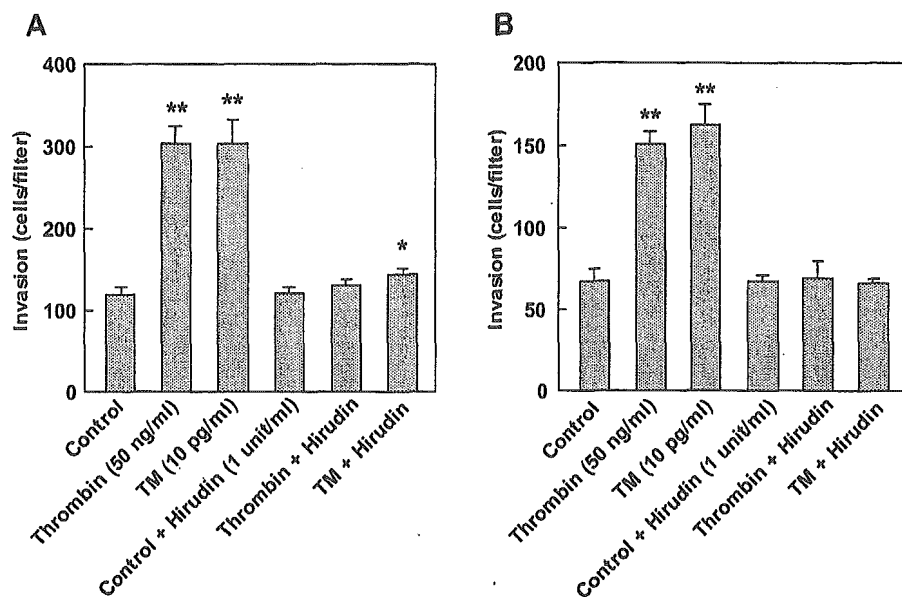 A
Invasion (cells/filter)
400
300
200
100
0
**
**
*
Control
Thrombin (50 ng/ml)
TM (10 pg/ml)
Control + Hirudin (1 unit/ml)
Thrombin + Hirudin
TM + Hirudin
B
Invasion (cells/filter)
200
150
100
50
0
**
**
Control
Thrombin (50 ng/ml)
TM (10 pg/ml)
Control + Hirudin (1 unit/ml)
Thrombin + Hirudin
TM + Hirudin